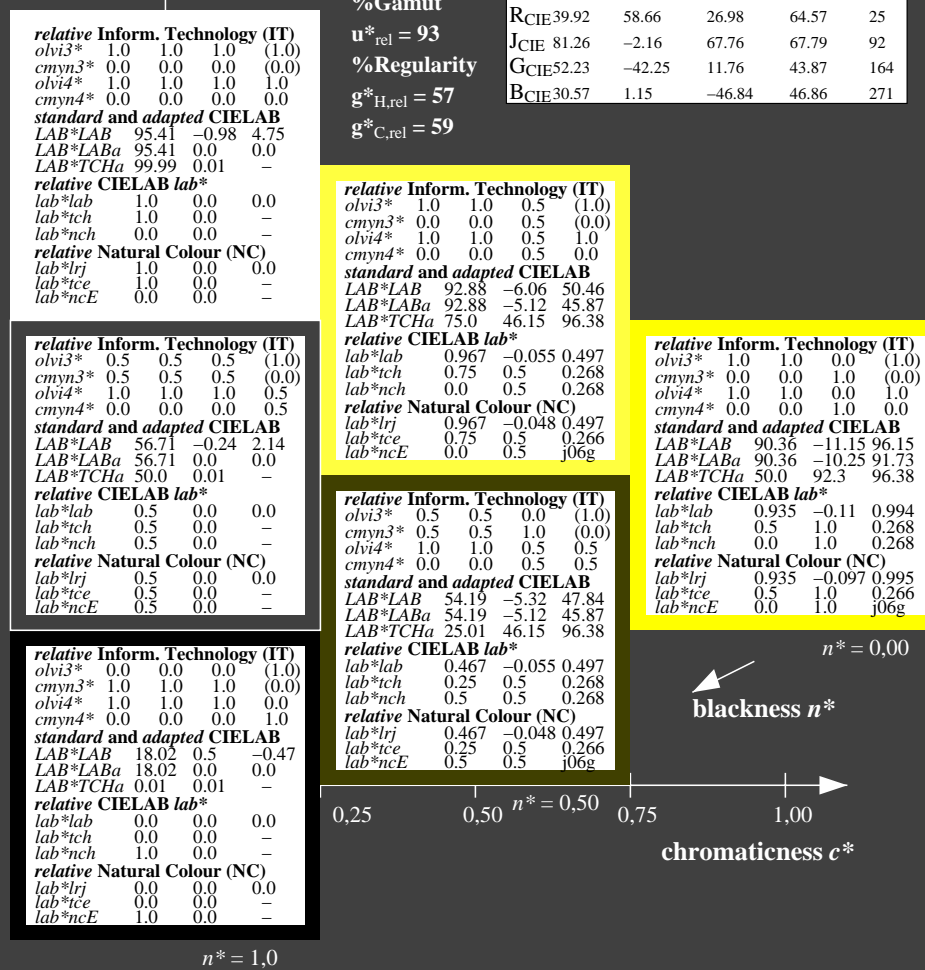 %Gamut
u*rel = 93
%Regularity
g*H,rel = 57
g*C,rel = 59
RCIE 39.92 58.66 26.98 64.57 25
JCIE 81.26 −2.16 67.76 67.79 92
GCIE 52.23 −42.25 11.76 43.87 164
BCIE 30.57 1.15 −46.84 46.86 271
relative Inform. Technology (IT)
olvi3* 1.0 1.0 1.0 (1.0)
cmyn3* 0.0 0.0 0.0 (0.0)
olvi4* 1.0 1.0 1.0 1.0
cmyn4* 0.0 0.0 0.0 0.0
standard and adapted CIELAB
LAB*LAB 95.41 −0.98 4.75
LAB*LABa 95.41 0.0 0.0
LAB*TCHa 99.99 0.01 –
relative CIELAB lab*
lab*lab 1.0 0.0 0.0
lab*tch 1.0 0.0 –
lab*nch 0.0 0.0 –
relative Natural Colour (NC)
lab*lrj 1.0 0.0 0.0
lab*tce 1.0 0.0 –
lab*ncE 0.0 0.0 –
relative Inform. Technology (IT)
olvi3* 1.0 1.0 0.5 (1.0)
cmyn3* 0.0 0.0 0.5 (0.0)
olvi4* 1.0 1.0 0.5 1.0
cmyn4* 0.0 0.0 0.5 0.0
standard and adapted CIELAB
LAB*LAB 92.88 −6.06 50.46
LAB*LABa 92.88 −5.12 45.87
LAB*TCHa 75.0 46.15 96.38
relative CIELAB lab*
lab*lab 0.967 −0.055 0.497
lab*tch 0.75 0.5 0.268
lab*nch 0.0 0.5 0.268
relative Natural Colour (NC)
lab*lrj 0.967 −0.048 0.497
lab*tce 0.75 0.5 0.266
lab*ncE 0.0 0.5 j06g
relative Inform. Technology (IT)
olvi3* 0.5 0.5 0.5 (1.0)
cmyn3* 0.5 0.5 0.5 (0.0)
olvi4* 1.0 1.0 1.0 0.5
cmyn4* 0.0 0.0 0.0 0.5
standard and adapted CIELAB
LAB*LAB 56.71 −0.24 2.14
LAB*LABa 56.71 0.0 0.0
LAB*TCHa 50.0 0.01 –
relative CIELAB lab*
lab*lab 0.5 0.0 0.0
lab*tch 0.5 0.0 –
lab*nch 0.5 0.0 –
relative Natural Colour (NC)
lab*lrj 0.5 0.0 0.0
lab*tce 0.5 0.0 –
lab*ncE 0.5 0.0 –
relative Inform. Technology (IT)
olvi3* 1.0 1.0 0.0 (1.0)
cmyn3* 0.0 0.0 1.0 (0.0)
olvi4* 1.0 1.0 0.0 1.0
cmyn4* 0.0 0.0 1.0 0.0
standard and adapted CIELAB
LAB*LAB 90.36 −11.15 96.15
LAB*LABa 90.36 −10.25 91.73
LAB*TCHa 50.0 92.3 96.38
relative CIELAB lab*
lab*lab 0.935 −0.11 0.994
lab*tch 0.5 1.0 0.268
lab*nch 0.0 1.0 0.268
relative Natural Colour (NC)
lab*lrj 0.935 −0.097 0.995
lab*tce 0.5 1.0 0.266
lab*ncE 0.0 1.0 j06g
n* = 0,00
relative Inform. Technology (IT)
olvi3* 0.5 0.5 0.0 (1.0)
cmyn3* 0.5 0.5 1.0 (0.0)
olvi4* 1.0 1.0 0.5 0.5
cmyn4* 0.0 0.0 0.5 0.5
standard and adapted CIELAB
LAB*LAB 54.19 −5.32 47.84
LAB*LABa 54.19 −5.12 45.87
LAB*TCHa 25.01 46.15 96.38
relative CIELAB lab*
lab*lab 0.467 −0.055 0.497
lab*tch 0.25 0.5 0.268
lab*nch 0.5 0.5 0.268
relative Natural Colour (NC)
lab*lrj 0.467 −0.048 0.497
lab*tce 0.25 0.5 0.266
lab*ncE 0.5 0.5 j06g
blackness n*
relative Inform. Technology (IT)
olvi3* 0.0 0.0 0.0 (1.0)
cmyn3* 1.0 1.0 1.0 (0.0)
olvi4* 1.0 1.0 1.0 0.0
cmyn4* 0.0 0.0 0.0 1.0
standard and adapted CIELAB
LAB*LAB 18.02 0.5 −0.47
LAB*LABa 18.02 0.0 0.0
LAB*TCHa 0.01 0.01 –
relative CIELAB lab*
lab*lab 0.0 0.0 0.0
lab*tch 0.0 0.0 –
lab*nch 1.0 0.0 –
relative Natural Colour (NC)
lab*lrj 0.0 0.0 0.0
lab*tce 0.0 0.0 –
lab*ncE 1.0 0.0 –
n* = 0,50
0,25 0,50 0,75 1,00
chromaticness c*
n* = 1,0